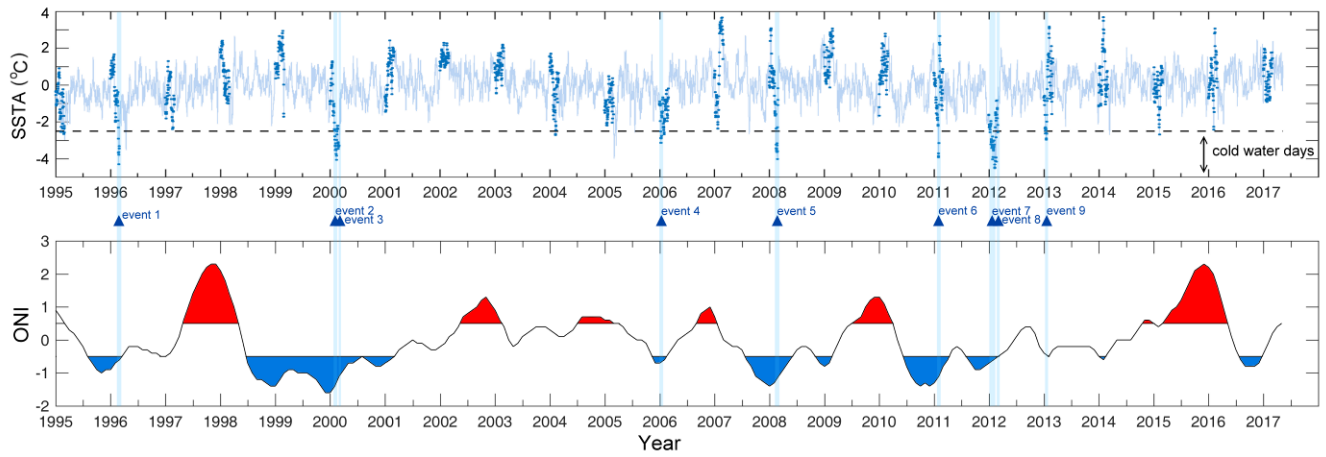 4
2
0
-2
-4
SSTA (°C)
cold water days
1995 1996 1997 1998 1999 2000 2001 2002 2003 2004 2005 2006 2007 2008 2009 2010 2011 2012 2013 2014 2015 2016 2017
event 1 event 2 event 4 event 5 event 6 event 7 event 9
event 3 event 8
3
2
1
0
-1
-2
ONI
1995 1996 1997 1998 1999 2000 2001 2002 2003 2004 2005 2006 2007 2008 2009 2010 2011 2012 2013 2014 2015 2016 2017
Year